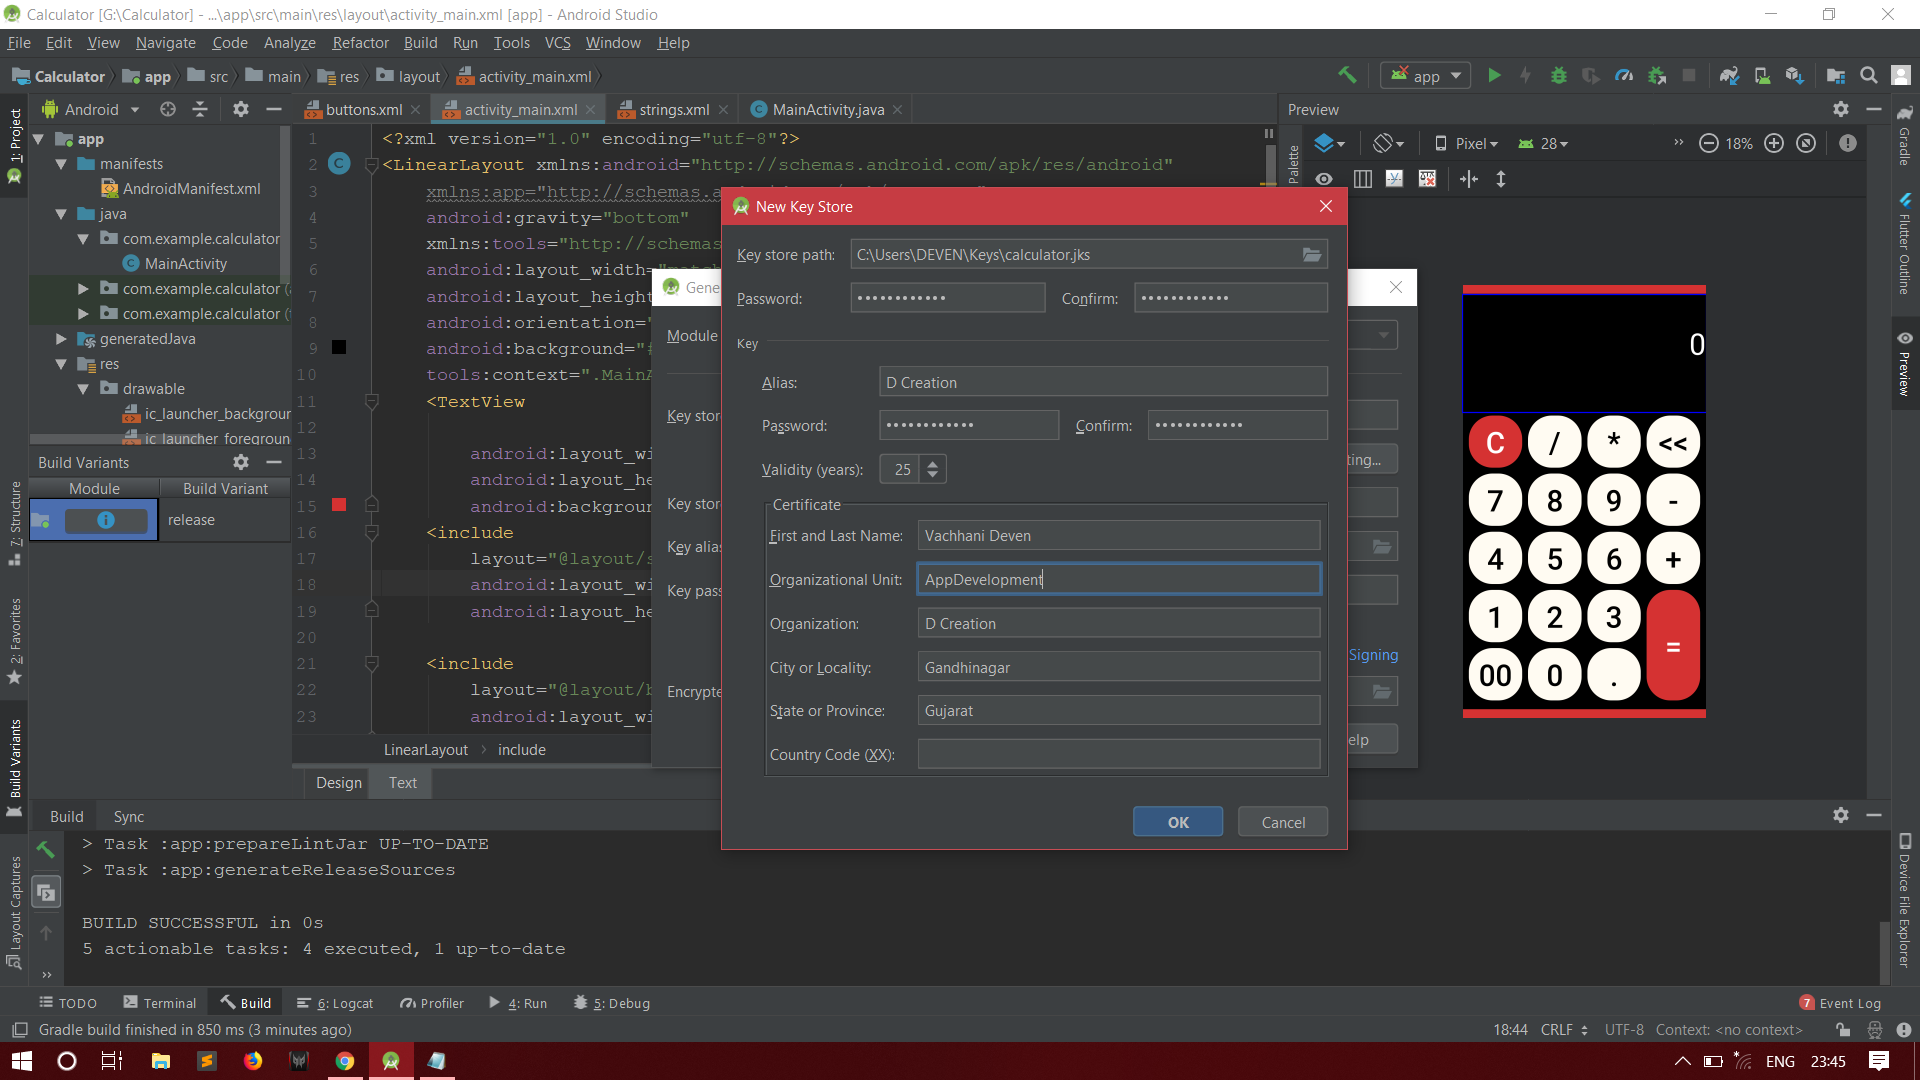 Calculator [G:\Calculator] - ...\app\src\main\res\layout\activity_main.xml [app] - Android Studio
File Edit View Navigate Code Analyze Refactor Build Run Tools VCS Window Help
Calculator app src main res layout activity_main.xml
app
Android
buttons.xml activity_main.xml strings.xml MainActivity.java
Preview
1: Project
app
manifests
AndroidManifest.xml
java
com.example.calculator
MainActivity
com.example.calculator (
com.example.calculator (
generatedJava
res
drawable
ic_launcher_backgroun
ic_launcher_foregroun
Build Variants
Module Build Variant
release
7: Structure
2: Favorites
Build Variants
Layout Captures
1 <?xml version="1.0" encoding="utf-8"?>
2 <LinearLayout xmlns:android="http://schemas.android.com/apk/res/android"
3 xmlns:app="http://schemas.a
4 android:gravity="bottom"
5 xmlns:tools="http://schemas
6 android:layout_width="match
7 android:layout_height
8 android:orientation="
9 android:background="#
10 tools:context=".MainA
11 <TextView
12
13 android:layout_wi
14 android:layout_he
15 android:backgroun
16 <include
17 layout="@layout/s
18 android:layout_wi
19 android:layout_he
20
21 <include
22 layout="@layout/b
23 android:layout_wi
LinearLayout include
Design Text
Gene
Module
Key stor
ting...
Key stor
Key alia
Key pass
Signing
Encrypte
elp
New Key Store
Key store path: C:\Users\DEVEN\Keys\calculator.jks
Password: •••••••••••• Confirm: ••••••••••••
Key
Alias: D Creation
Password: •••••••••••• Confirm: ••••••••••••
Validity (years): 25
Certificate
First and Last Name: Vachhani Deven
Organizational Unit: AppDevelopment
Organization: D Creation
City or Locality: Gandhinagar
State or Province: Gujarat
Country Code (XX):
OK Cancel
Palette
Pixel 28 18%
0
C / * <<
7 8 9 -
4 5 6 +
1 2 3 =
00 0 .
Gradle
Flutter Outline
Preview
Device File Explorer
Build Sync
> Task :app:prepareLintJar UP-TO-DATE
> Task :app:generateReleaseSources
BUILD SUCCESSFUL in 0s
5 actionable tasks: 4 executed, 1 up-to-date
TODO Terminal Build 6: Logcat Profiler 4: Run 5: Debug 7 Event Log
Gradle build finished in 850 ms (3 minutes ago) 18:44 CRLF UTF-8 Context: <no context>
ENG 23:45